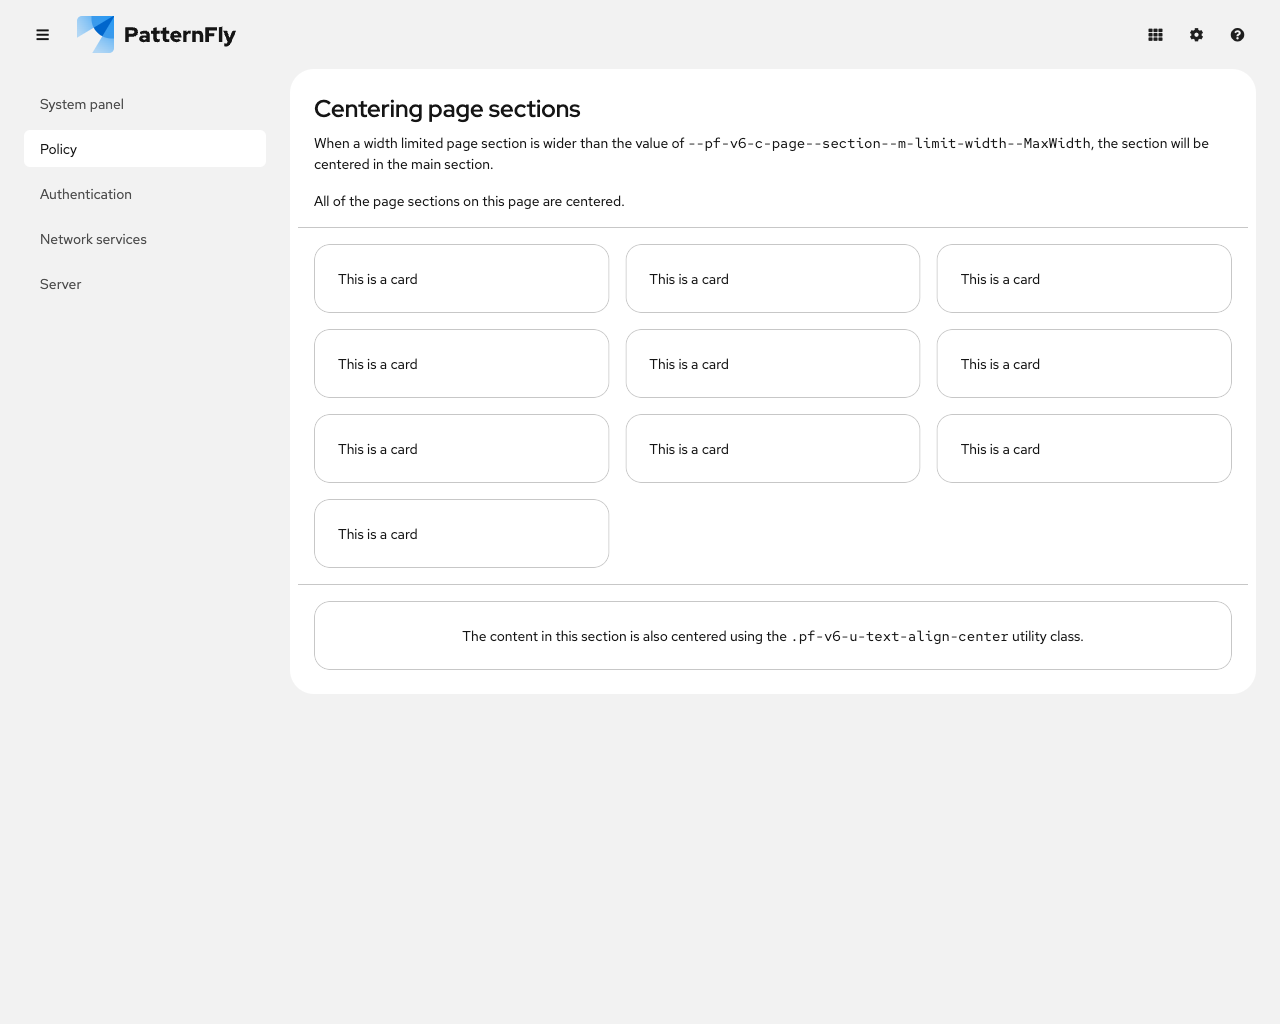 PatternFly
System panel
Policy
Authentication
Network services
Server
Centering page sections
When a width limited page section is wider than the value of --pf-v6-c-page--section--m-limit-width--MaxWidth, the section will be
centered in the main section.
All of the page sections on this page are centered.
This is a card
This is a card
This is a card
This is a card
This is a card
This is a card
This is a card
This is a card
This is a card
This is a card
The content in this section is also centered using the .pf-v6-u-text-align-center utility class.